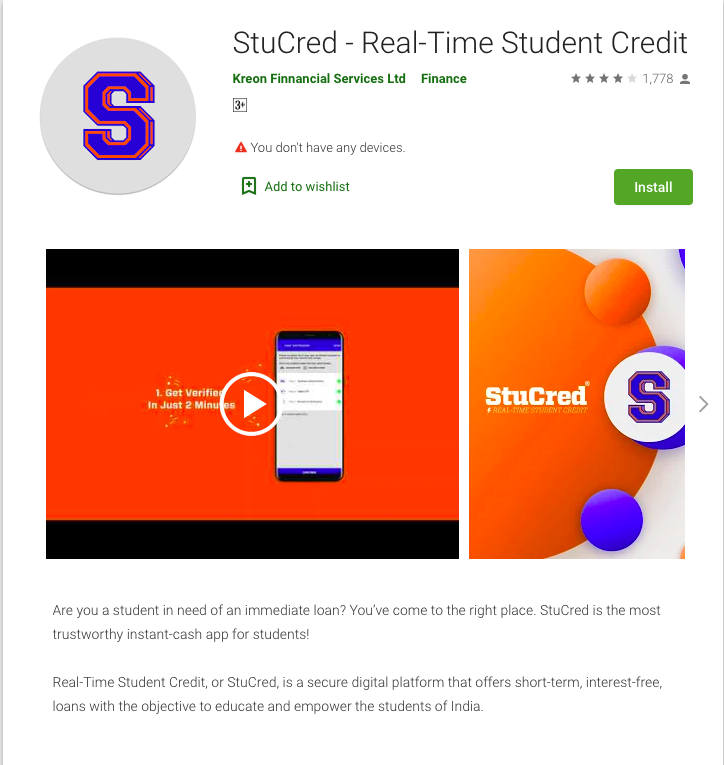 StuCred - Real-Time Student Credit
Kreon Finnancial Services Ltd Finance 1,778
3+
You don't have any devices.
Add to wishlist Install
S
1. Get Verified
In Just 2 Minutes
StuCred®
REAL-TIME STUDENT CREDIT
S
Are you a student in need of an immediate loan? You’ve come to the right place. StuCred is the most
trustworthy instant-cash app for students!
Real-Time Student Credit, or StuCred, is a secure digital platform that offers short-term, interest-free,
loans with the objective to educate and empower the students of India.